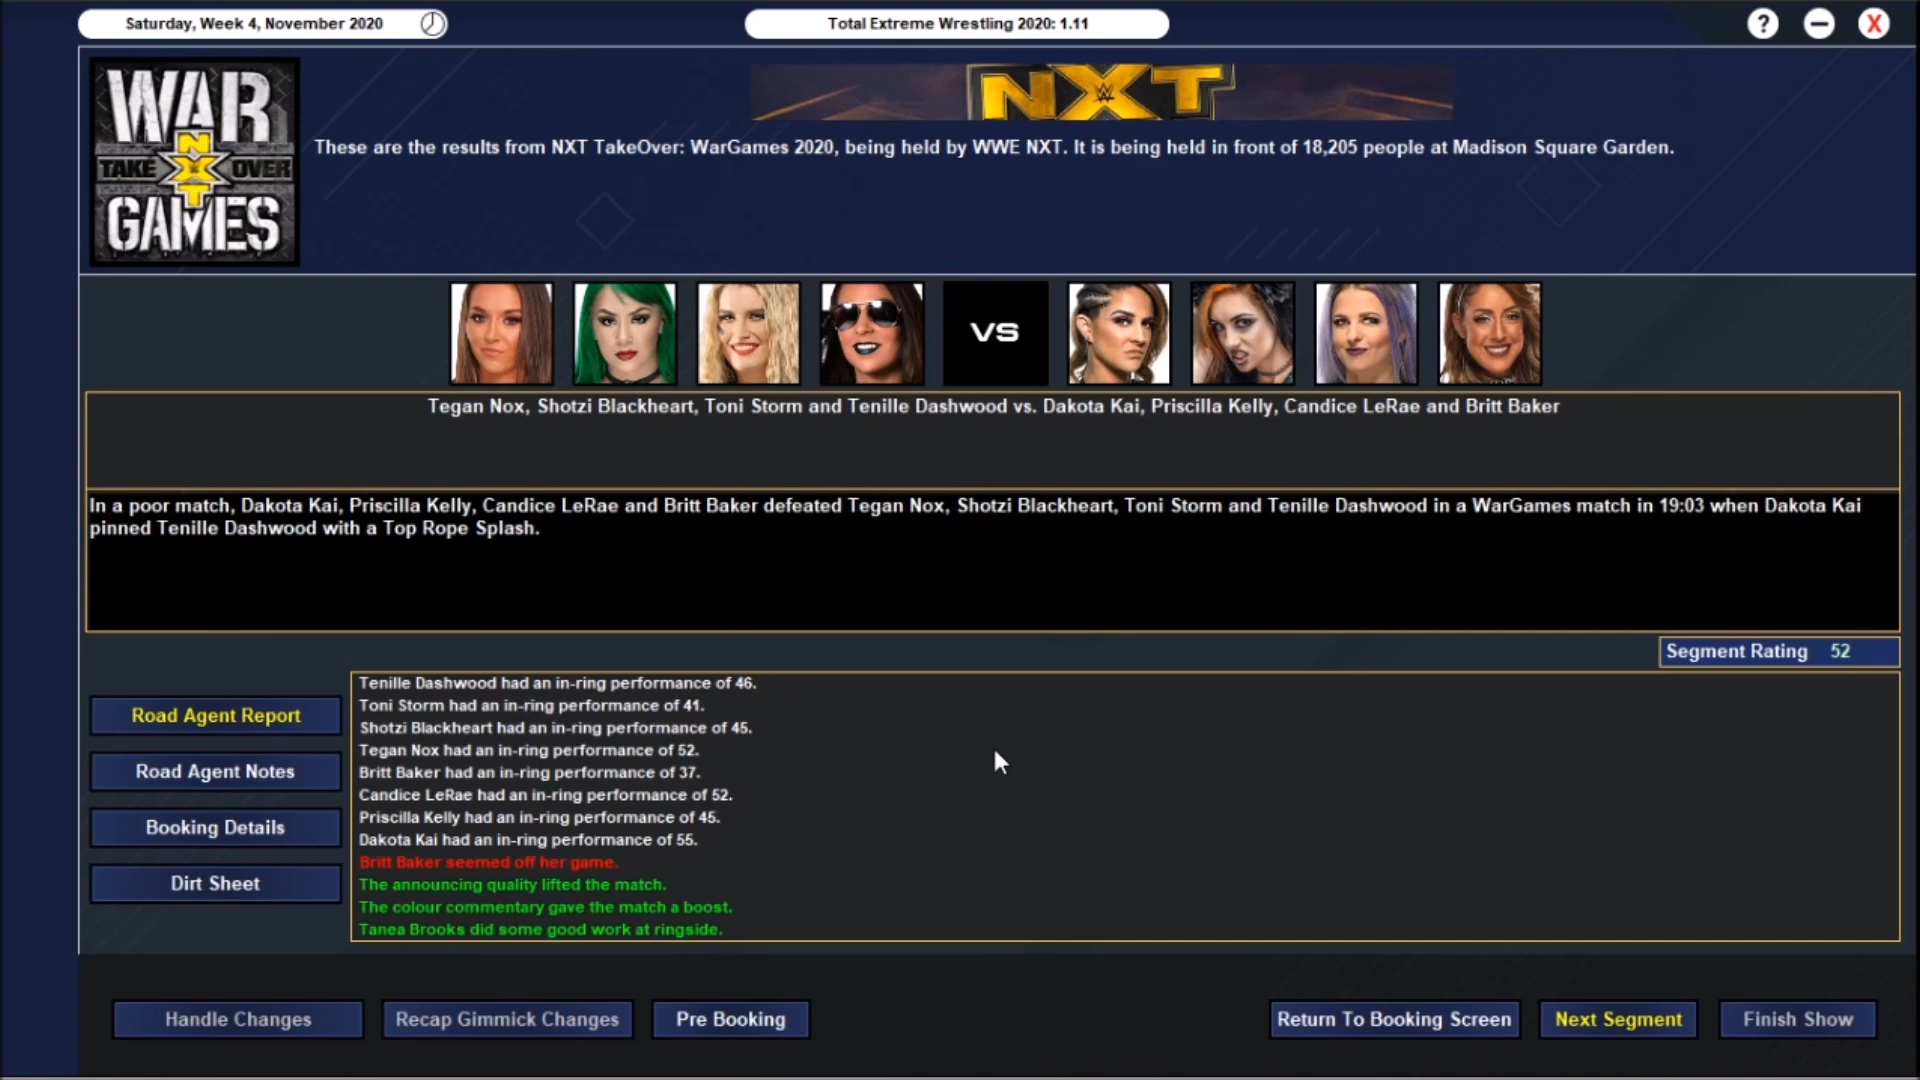 Saturday, Week 4, November 2020
Total Extreme Wrestling 2020: 1.11
?
X
WAR
NXT
TAKE OVER
GAMES
NXT
These are the results from NXT TakeOver: WarGames 2020, being held by WWE NXT. It is being held in front of 18,205 people at Madison Square Garden.
VS
Tegan Nox, Shotzi Blackheart, Toni Storm and Tenille Dashwood vs. Dakota Kai, Priscilla Kelly, Candice LeRae and Britt Baker
In a poor match, Dakota Kai, Priscilla Kelly, Candice LeRae and Britt Baker defeated Tegan Nox, Shotzi Blackheart, Toni Storm and Tenille Dashwood in a WarGames match in 19:03 when Dakota Kai
pinned Tenille Dashwood with a Top Rope Splash.
Segment Rating 52
Road Agent Report
Road Agent Notes
Booking Details
Dirt Sheet
Tenille Dashwood had an in-ring performance of 46.
Toni Storm had an in-ring performance of 41.
Shotzi Blackheart had an in-ring performance of 45.
Tegan Nox had an in-ring performance of 52.
Britt Baker had an in-ring performance of 37.
Candice LeRae had an in-ring performance of 52.
Priscilla Kelly had an in-ring performance of 45.
Dakota Kai had an in-ring performance of 55.
Britt Baker seemed off her game.
The announcing quality lifted the match.
The colour commentary gave the match a boost.
Tanea Brooks did some good work at ringside.
Handle Changes
Recap Gimmick Changes
Pre Booking
Return To Booking Screen
Next Segment
Finish Show